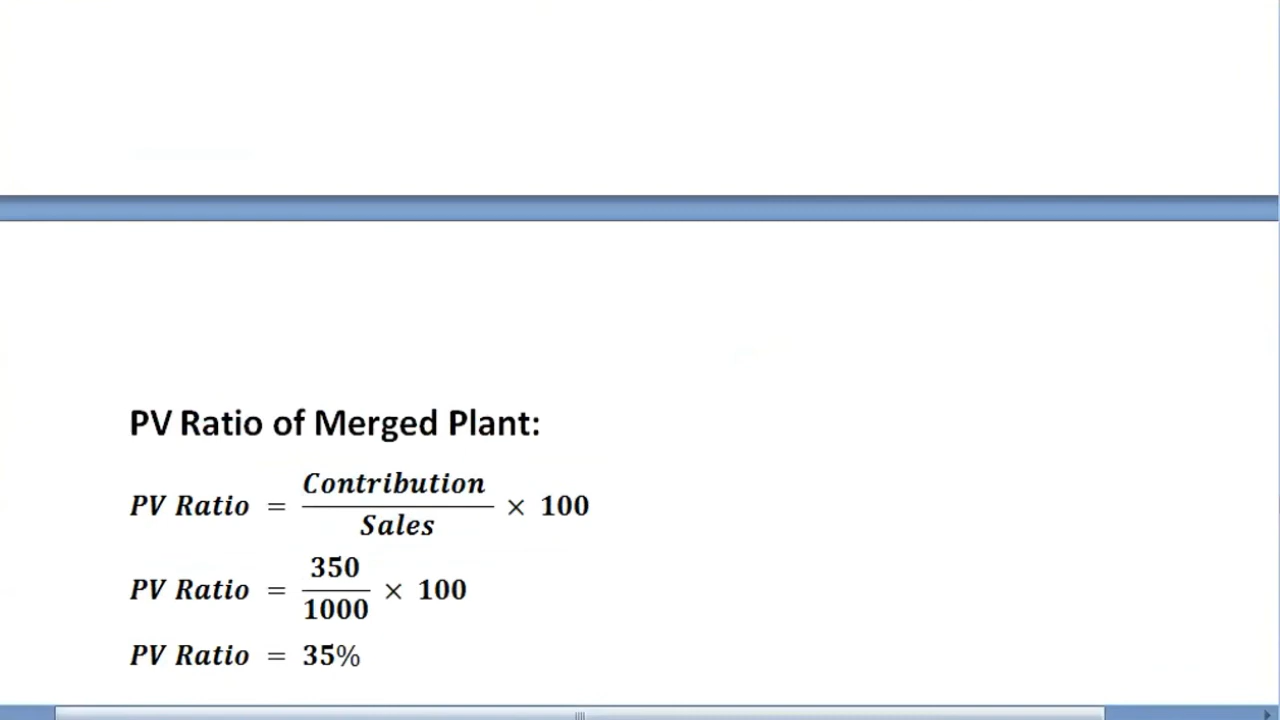 PV Ratio of Merged Plant:
PV Ratio = Contribution / Sales × 100
PV Ratio = 350 / 1000 × 100
PV Ratio = 35%